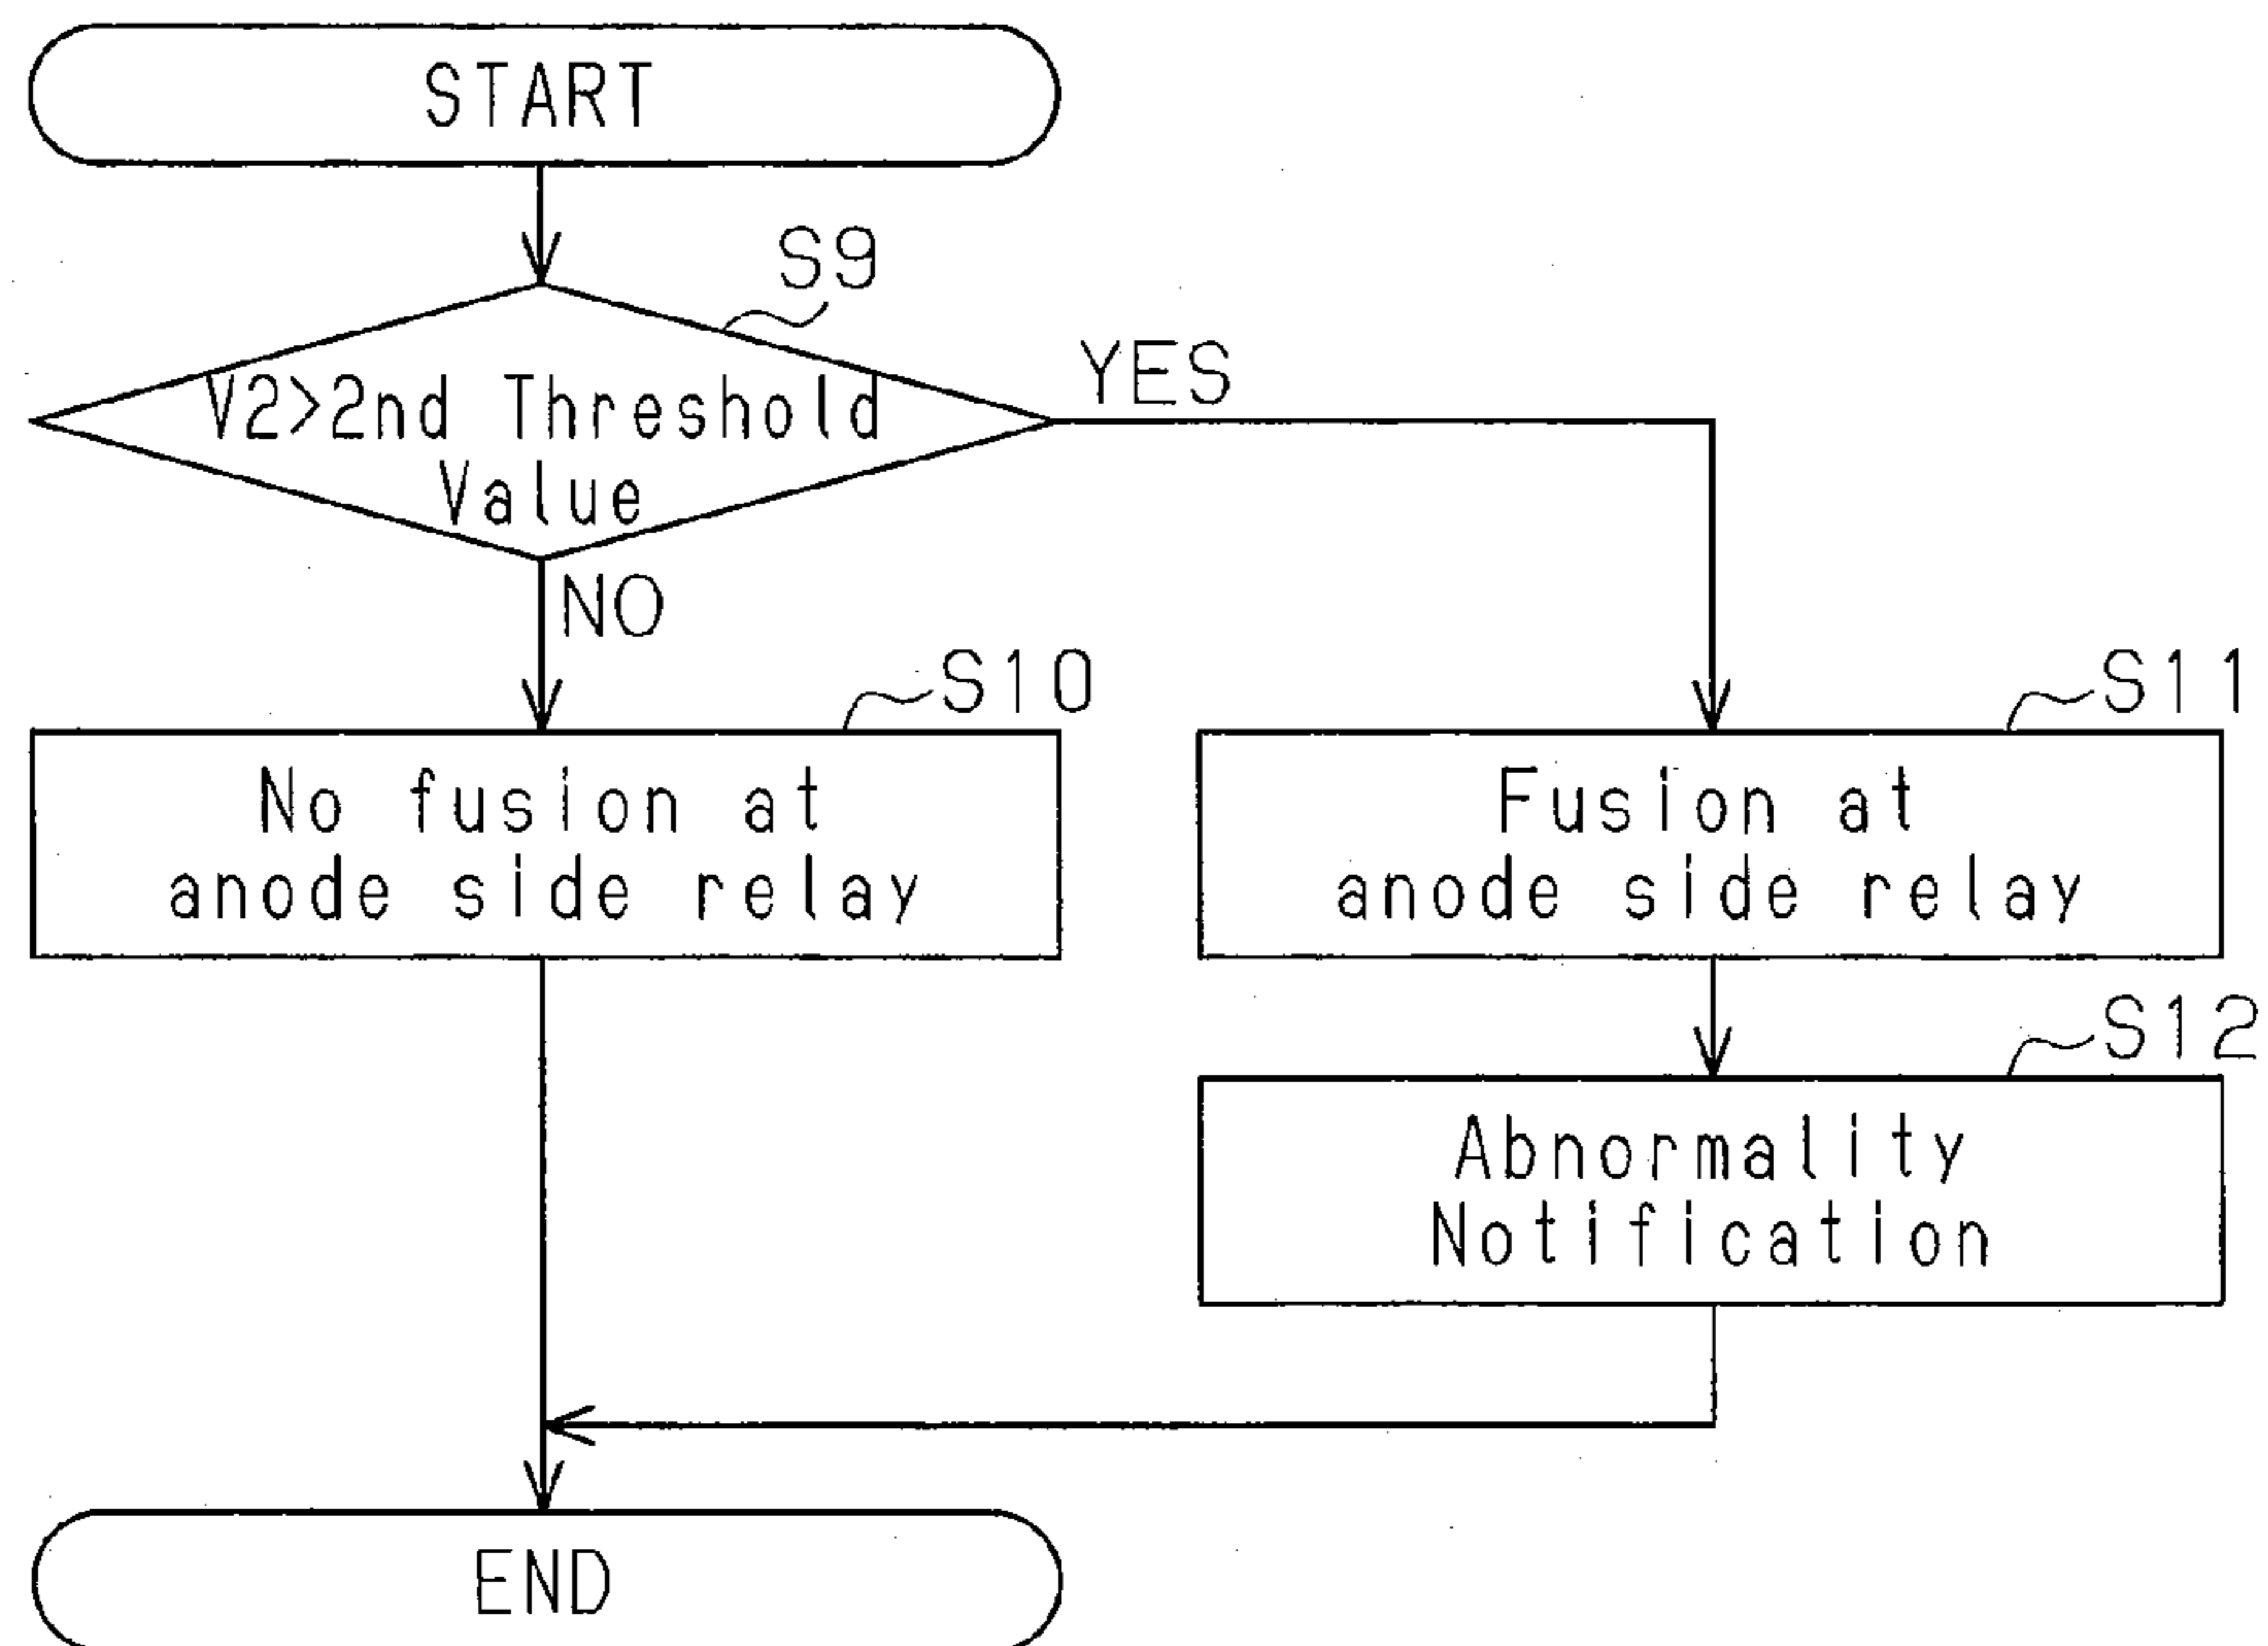 START
S9
V2>2nd Threshold
Value
YES
NO
S10
No fusion at
anode side relay
S11
Fusion at
anode side relay
S12
Abnormality
Notification
END